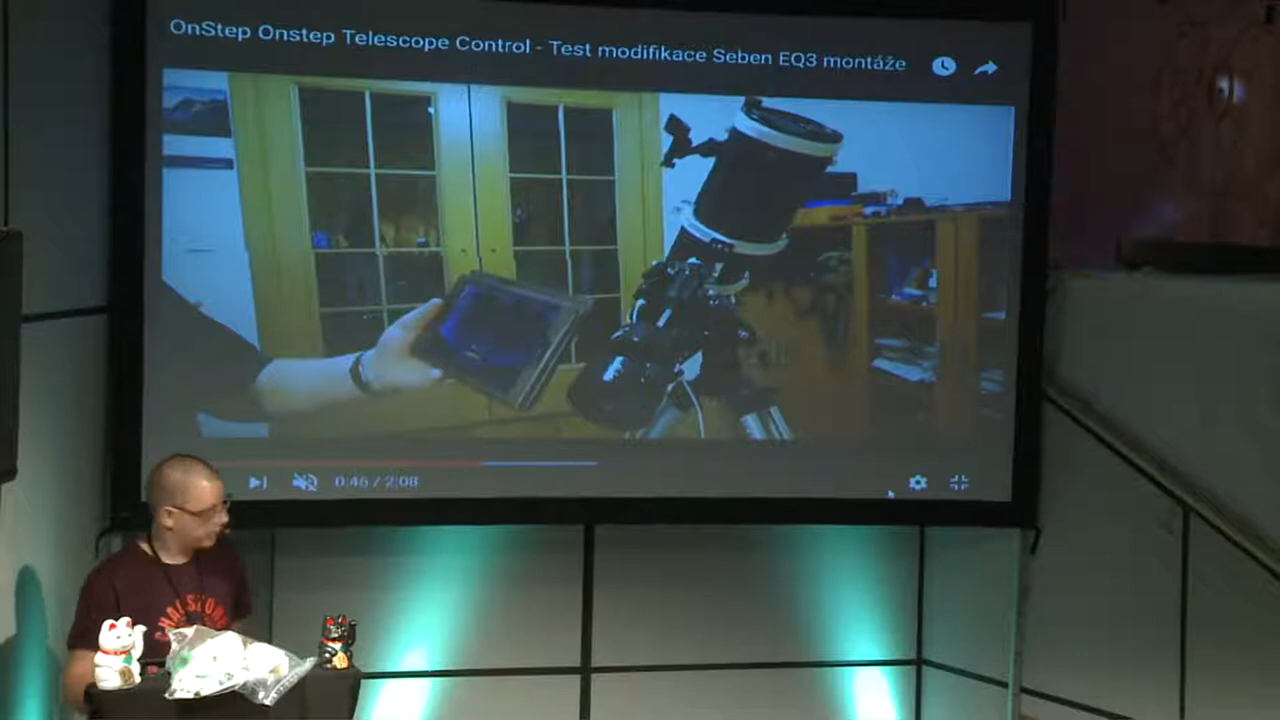 OnStep Onstep Telescope Control - Test modifikace Seben EQ3 montáže
0:46 / 2:08